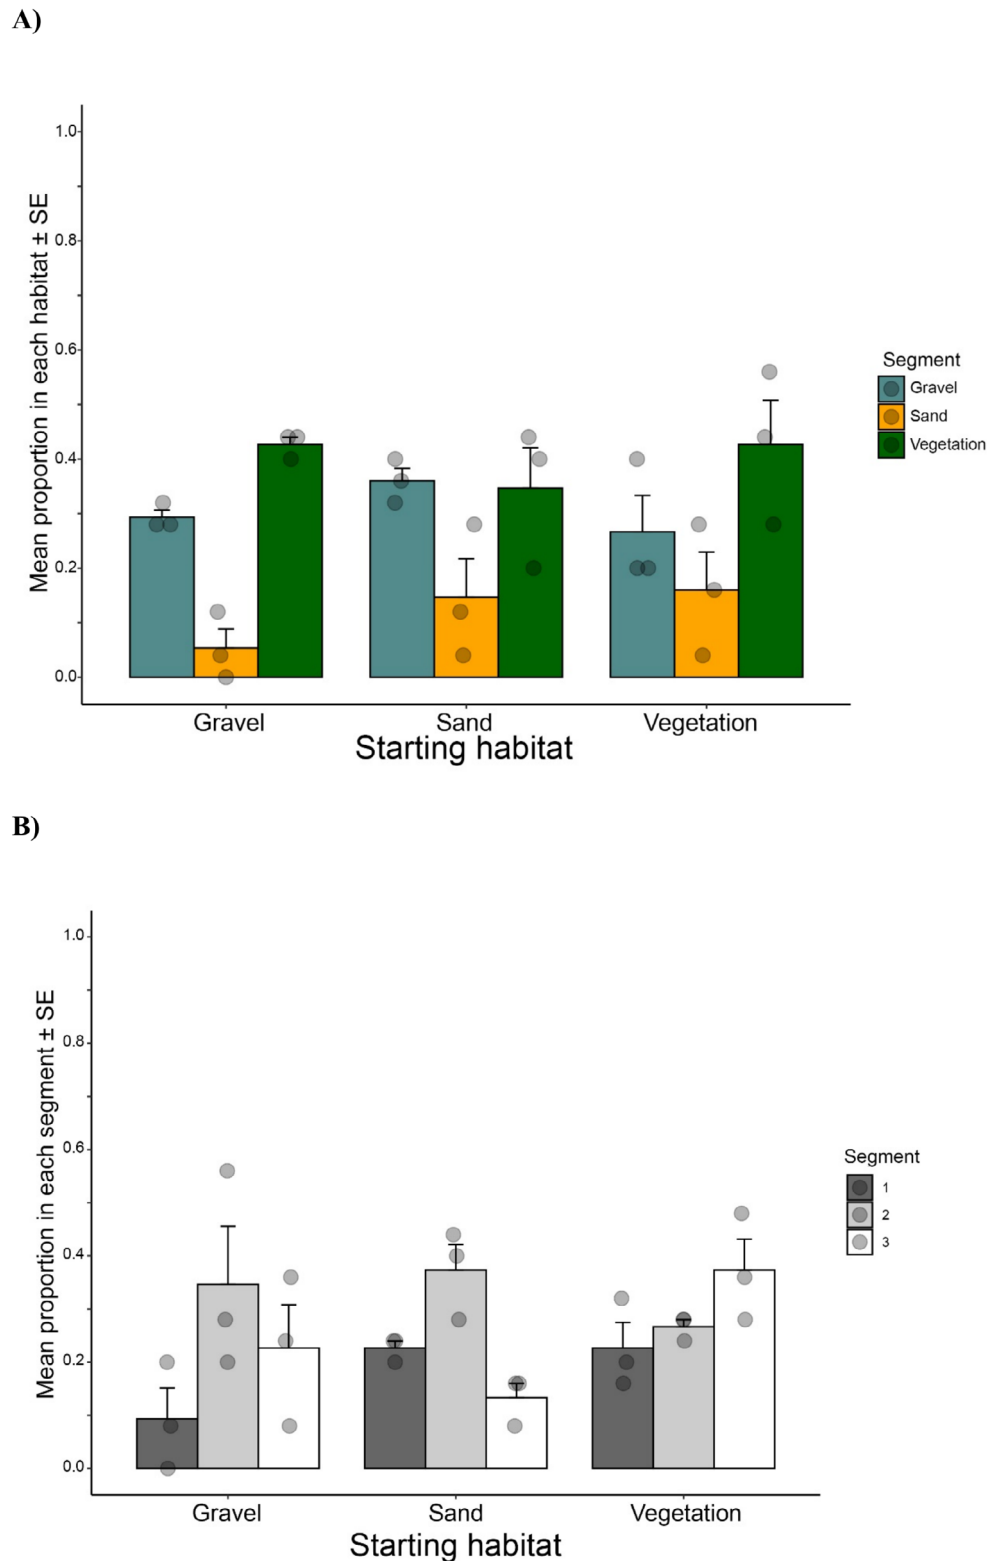 A)
Mean proportion in each habitat ± SE
1.0
0.8
0.6
0.4
0.2
0.0
Gravel Sand Vegetation
Starting habitat
Segment
Gravel
Sand
Vegetation
B)
Mean proportion in each segment ± SE
1.0
0.8
0.6
0.4
0.2
0.0
Gravel Sand Vegetation
Starting habitat
Segment
1
2
3